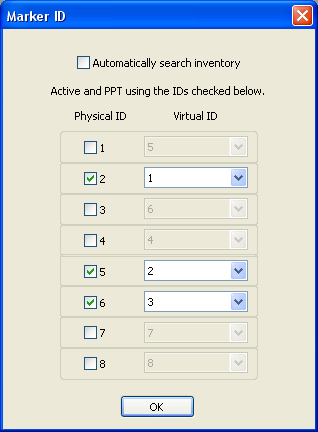 Marker ID
Automatically search inventory
Active and PPT using the IDs checked below.
Physical ID Virtual ID
1 5
2 1
3 6
4 4
5 2
6 3
7 7
8 8
OK